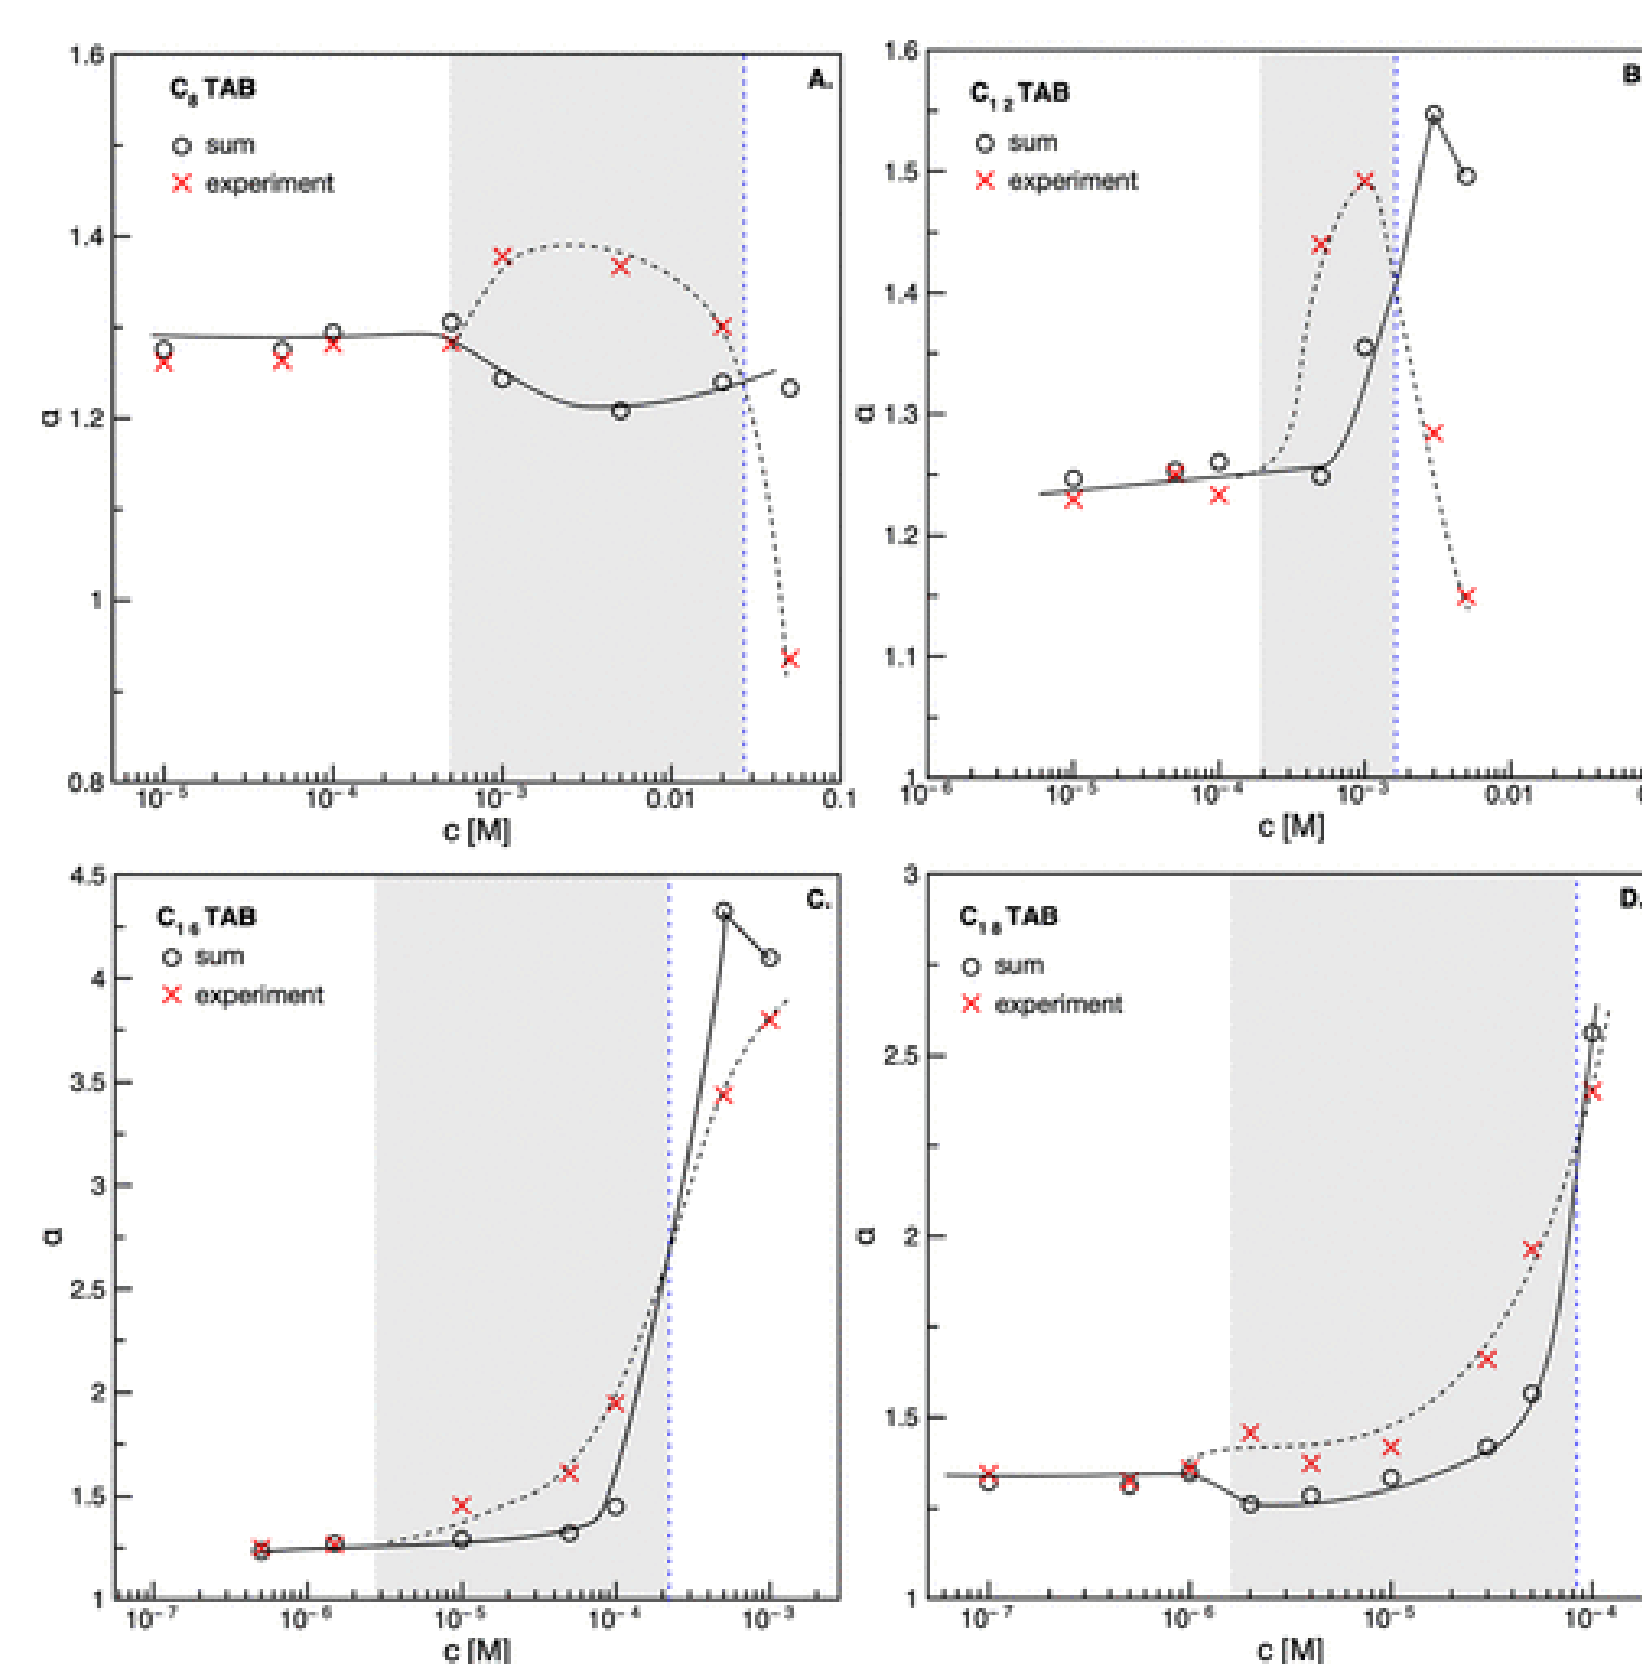 A.
C₈ TAB
sum
experiment
1.6
1.4
1.2
1
0.8
α
10⁻⁵
10⁻⁴
10⁻³
0.01
0.1
c [M]
B
C₁₂ TAB
sum
experiment
1.6
1.5
1.4
1.3
1.2
1.1
1
α
10⁻⁶
10⁻⁵
10⁻⁴
10⁻³
0.01
c [M]
C.
C₁₆ TAB
sum
experiment
4.5
4
3.5
3
2.5
2
1.5
1
α
10⁻⁷
10⁻⁶
10⁻⁵
10⁻⁴
10⁻³
c [M]
D.
C₁₈ TAB
sum
experiment
3
2.5
2
1.5
1
α
10⁻⁷
10⁻⁶
10⁻⁵
10⁻⁴
c [M]